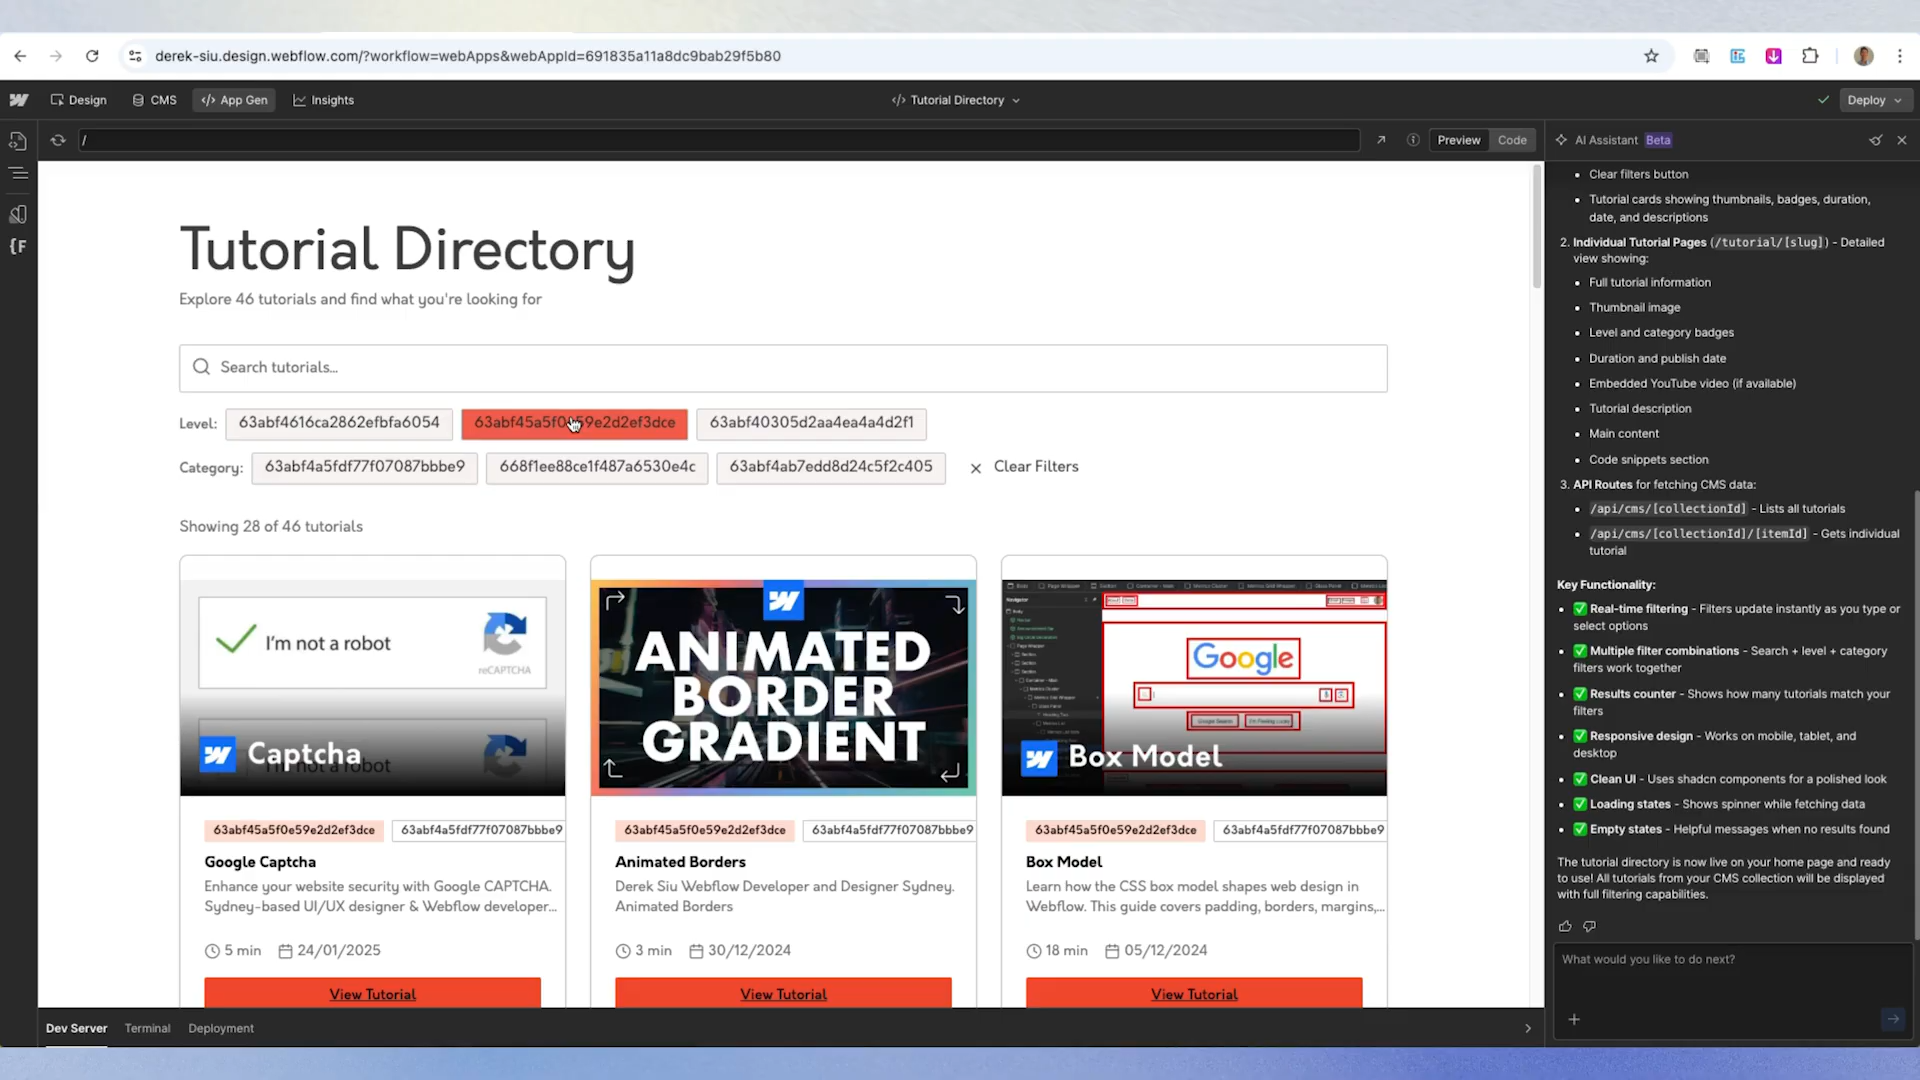 derek-siu.design.webflow.com/?workflow=webApps&webAppId=691835a11a8dc9bab29f5b80
Design
CMS
</> App Gen
Insights
</> Tutorial Directory
Deploy
/
Preview
Code
AI Assistant Beta
Tutorial Directory
Explore 46 tutorials and find what you're looking for
Search tutorials...
Level: 63abf4616ca2862efbfa6054 63abf45a5f0e59e2d2ef3dce 63abf40305d2aa4ea4a4d2f1
Category: 63abf4a5fdf77f07087bbbe9 668f1ee88ce1f487a6530e4c 63abf4ab7edd8d24c5f2c405 Clear Filters
Showing 28 of 46 tutorials
I'm not a robot
reCAPTCHA
Captcha
63abf45a5f0e59e2d2ef3dce 63abf4a5fdf77f07087bbbe9
Google Captcha
Enhance your website security with Google CAPTCHA.
Sydney-based UI/UX designer & Webflow developer...
5 min 24/01/2025
View Tutorial
ANIMATED
BORDER
GRADIENT
63abf45a5f0e59e2d2ef3dce 63abf4a5fdf77f07087bbbe9
Animated Borders
Derek Siu Webflow Developer and Designer Sydney.
Animated Borders
3 min 30/12/2024
View Tutorial
Google
Box Model
63abf45a5f0e59e2d2ef3dce 63abf4a5fdf77f07087bbbe9
Box Model
Learn how the CSS box model shapes web design in
Webflow. This guide covers padding, borders, margins,...
18 min 05/12/2024
View Tutorial
Dev Server
Terminal
Deployment
• Clear filters button
• Tutorial cards showing thumbnails, badges, duration,
date, and descriptions
2. Individual Tutorial Pages (/tutorial/[slug]) - Detailed
view showing:
• Full tutorial information
• Thumbnail image
• Level and category badges
• Duration and publish date
• Embedded YouTube video (if available)
• Tutorial description
• Main content
• Code snippets section
3. API Routes for fetching CMS data:
• /api/cms/[collectionId] - Lists all tutorials
• /api/cms/[collectionId]/[itemId] - Gets individual
tutorial
Key Functionality:
• ✅ Real-time filtering - Filters update instantly as you type or
select options
• ✅ Multiple filter combinations - Search + level + category
filters work together
• ✅ Results counter - Shows how many tutorials match your
filters
• ✅ Responsive design - Works on mobile, tablet, and
desktop
• ✅ Clean UI - Uses shadcn components for a polished look
• ✅ Loading states - Shows spinner while fetching data
• ✅ Empty states - Helpful messages when no results found
The tutorial directory is now live on your home page and ready
to use! All tutorials from your CMS collection will be displayed
with full filtering capabilities.
What would you like to do next?